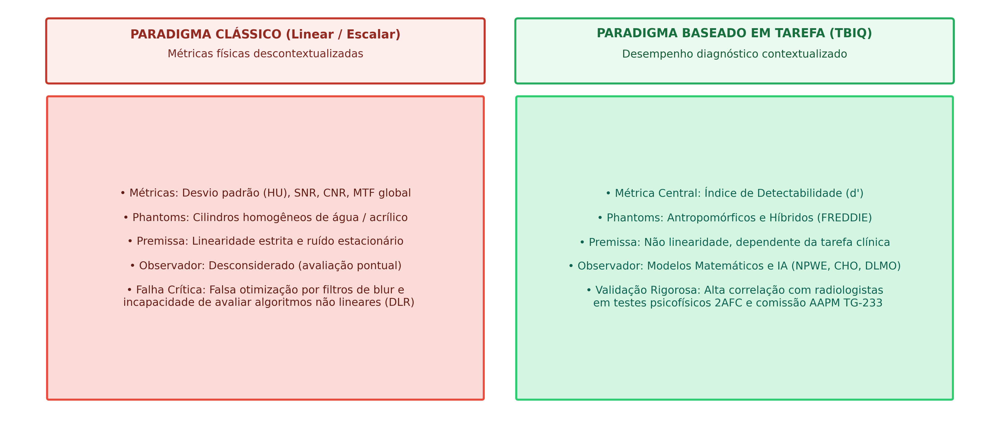 PARADIGMA CLÁSSICO (Linear / Escalar)
Métricas físicas descontextualizadas
• Métricas: Desvio padrão (HU), SNR, CNR, MTF global
• Phantoms: Cilindros homogêneos de água / acrílico
• Premissa: Linearidade estrita e ruído estacionário
• Observador: Desconsiderado (avaliação pontual)
• Falha Crítica: Falsa otimização por filtros de blur e
incapacidade de avaliar algoritmos não lineares (DLR)
PARADIGMA BASEADO EM TAREFA (TBIQ)
Desempenho diagnóstico contextualizado
• Métrica Central: Índice de Detectabilidade (d')
• Phantoms: Antropomórficos e Híbridos (FREDDIE)
• Premissa: Não linearidade, dependente da tarefa clínica
• Observador: Modelos Matemáticos e IA (NPWE, CHO, DLMO)
• Validação Rigorosa: Alta correlação com radiologistas
em testes psicofísicos 2AFC e comissão AAPM TG-233